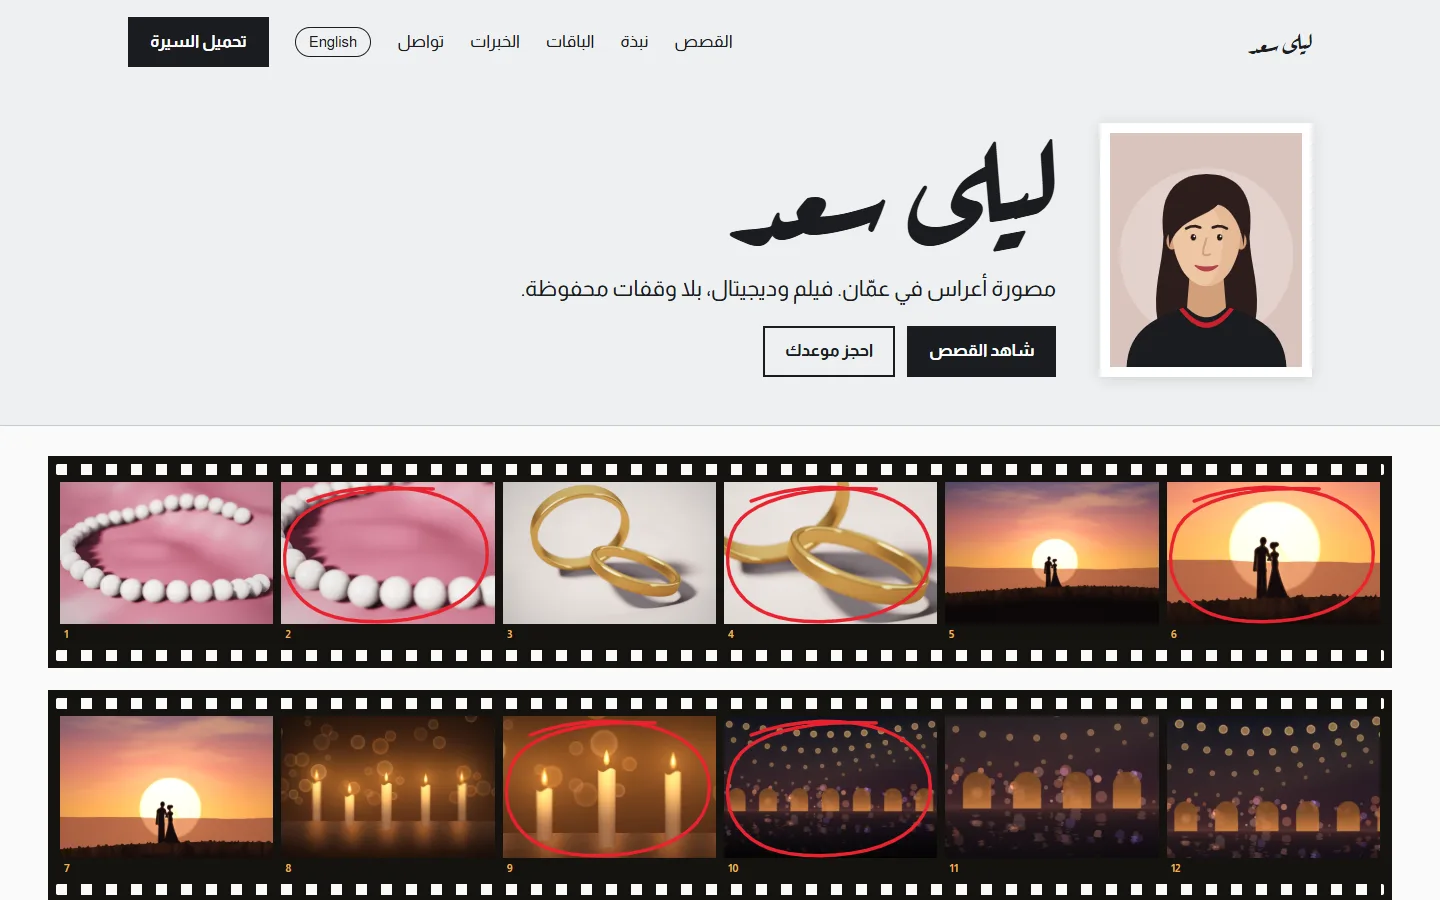 ليلى سعد
القصص
نبذة
الباقات
الخبرات
تواصل
English
تحميل السيرة
ليلى سعد
مصورة أعراس في عمّان. فيلم وديجيتال، بلا وقفات محفوظة.
شاهد القصص
احجز موعدك
1
2
3
4
5
6
7
8
9
10
11
12